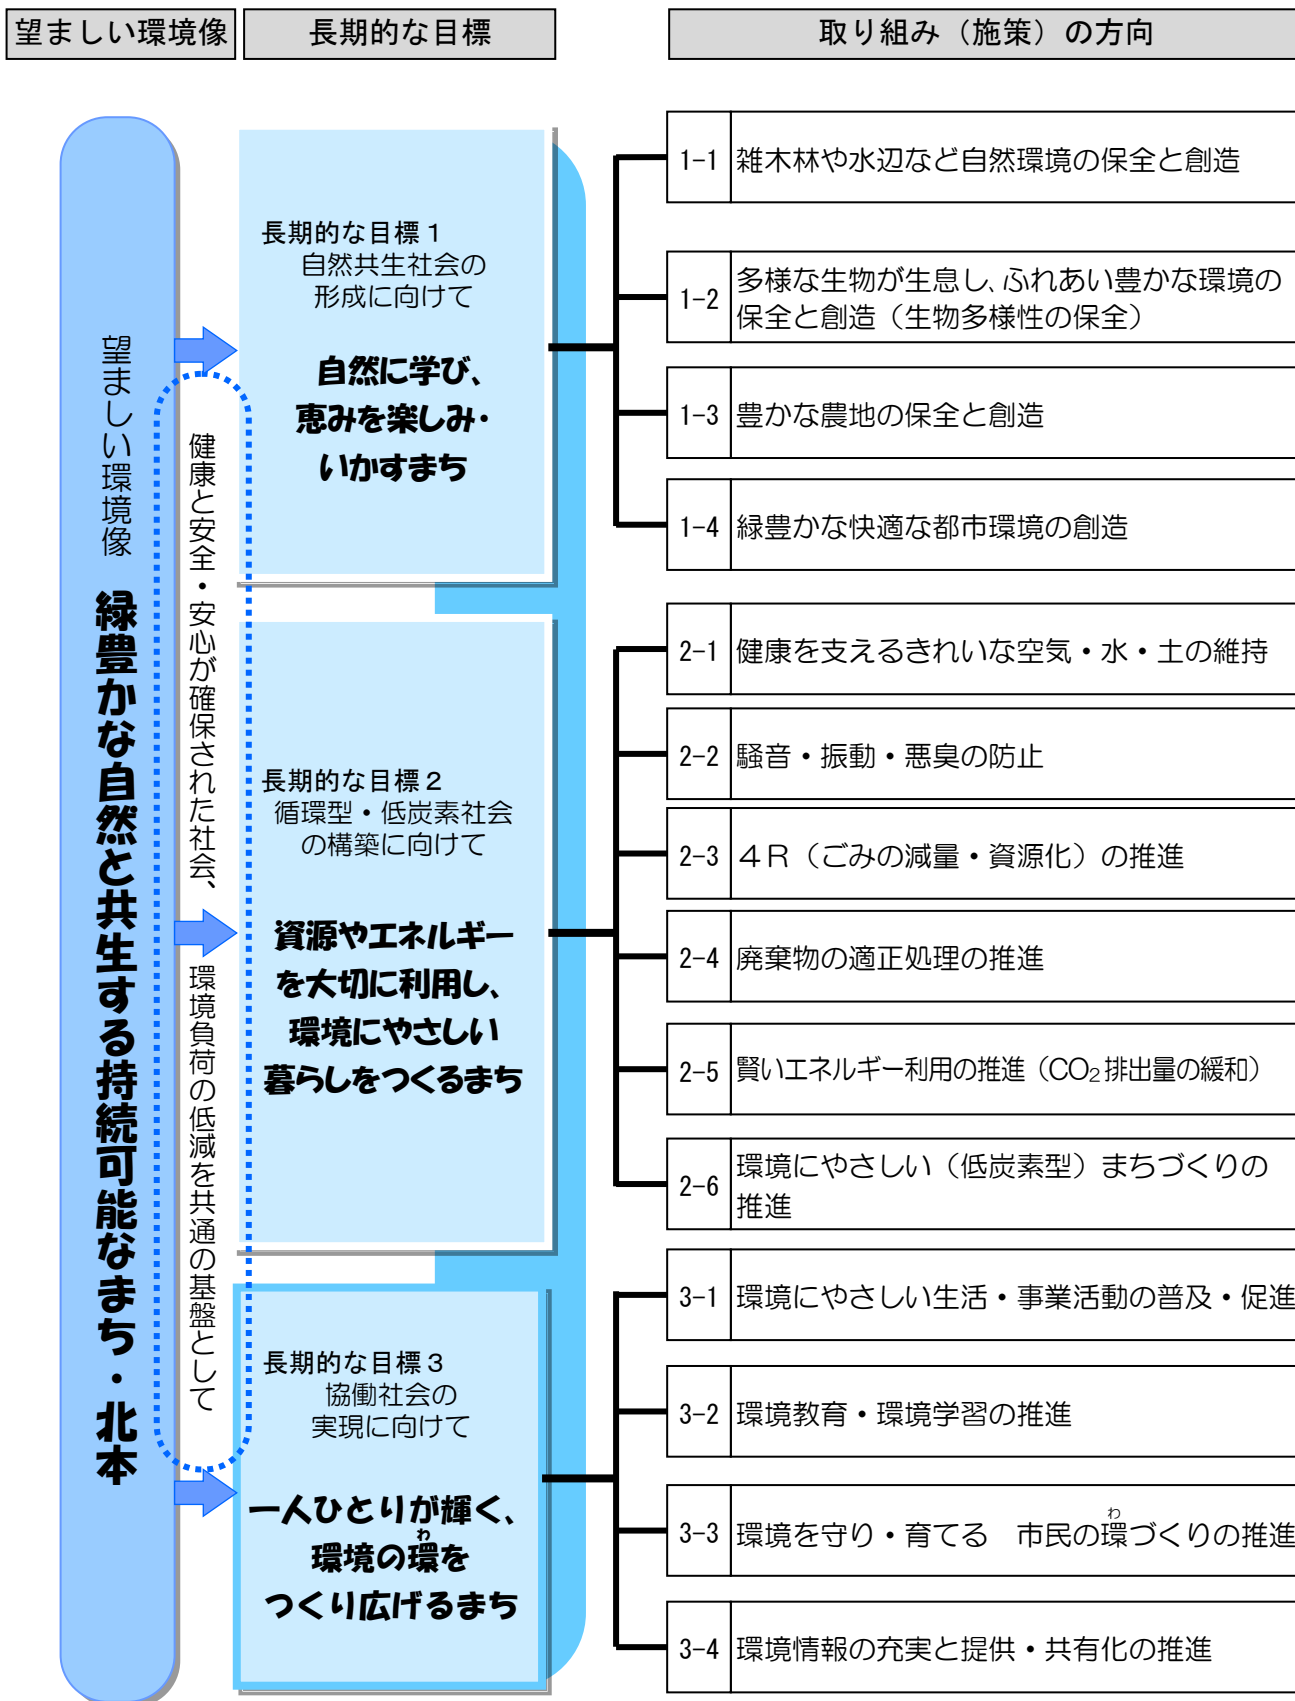 望ましい環境像
長期的な目標
取り組み（施策）の方向
望ましい環境像　緑豊かな自然と共生する持続可能なまち・北本
健康と安全・安心が確保された社会、環境負荷の低減を共通の基盤として
長期的な目標１
自然共生社会の
形成に向けて
自然に学び、
恵みを楽しみ・
いかすまち
1-1 雑木林や水辺など自然環境の保全と創造
1-2 多様な生物が生息し、ふれあい豊かな環境の
保全と創造（生物多様性の保全）
1-3 豊かな農地の保全と創造
1-4 緑豊かな快適な都市環境の創造
長期的な目標２
循環型・低炭素社会
の構築に向けて
資源やエネルギー
を大切に利用し、
環境にやさしい
暮らしをつくるまち
2-1 健康を支えるきれいな空気・水・土の維持
2-2 騒音・振動・悪臭の防止
2-3 ４Ｒ（ごみの減量・資源化）の推進
2-4 廃棄物の適正処理の推進
2-5 賢いエネルギー利用の推進（CO₂排出量の緩和）
2-6 環境にやさしい（低炭素型）まちづくりの
推進
長期的な目標３
協働社会の
実現に向けて
一人ひとりが輝く、
わ
環境の環を
つくり広げるまち
3-1 環境にやさしい生活・事業活動の普及・促進
3-2 環境教育・環境学習の推進
わ
3-3 環境を守り・育てる　市民の環づくりの推進
3-4 環境情報の充実と提供・共有化の推進